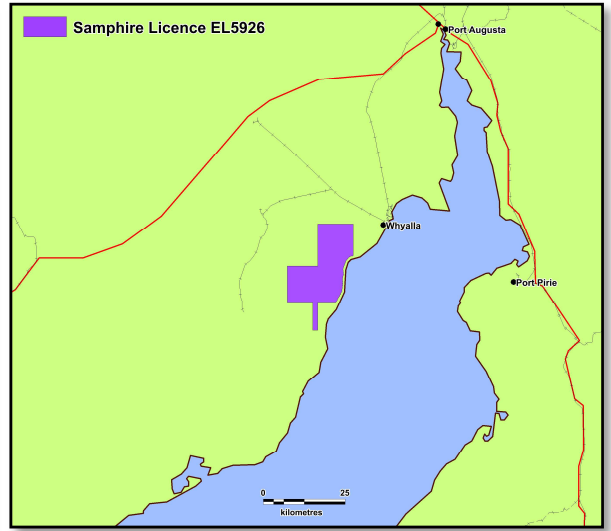 Samphire Licence EL5926
Port Augusta
Whyalla
Port Pirie
0 25
kilometres